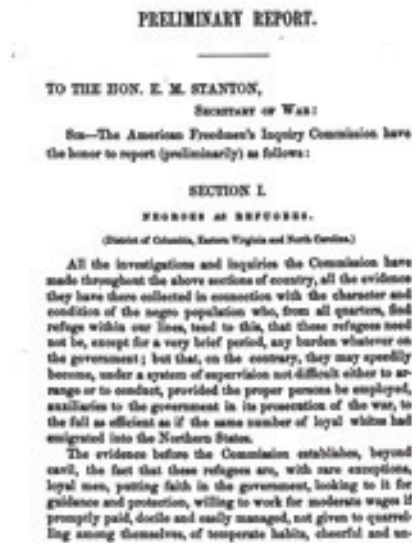 PRELIMINARY REPORT.
TO THE HON. E. M. STANTON,
SECRETARY OF WAR:
SIR—The American Freedmen's Inquiry Commission have
the honor to report (preliminarily) as follows:
SECTION I.
NEGROES AS REFUGEES.
(District of Columbia, Eastern Virginia and North Carolina.)
All the investigations and inquiries the Commission have
made throughout the above sections of country, all the evidence
they have there collected in connection with the character and
condition of the negro population who, from all quarters, find
refuge within our lines, tend to this, that these refugees need
not be, except for a very brief period, any burden whatever on
the government; but that, on the contrary, they may speedily
become, under a system of supervision not difficult either to ar-
range or to conduct, provided the proper persons be employed,
auxiliaries to the government in its prosecution of the war, to
the full as efficient as if the same number of loyal whites had
emigrated into the Northern States.
The evidence before the Commission establishes, beyond
cavil, the fact that these refugees are, with rare exceptions,
loyal men, putting faith in the government, looking to it for
guidance and protection, willing to work for moderate wages if
promptly paid, docile and easily managed, not given to quarrel-
ling among themselves, of temperate habits, cheerful and un-